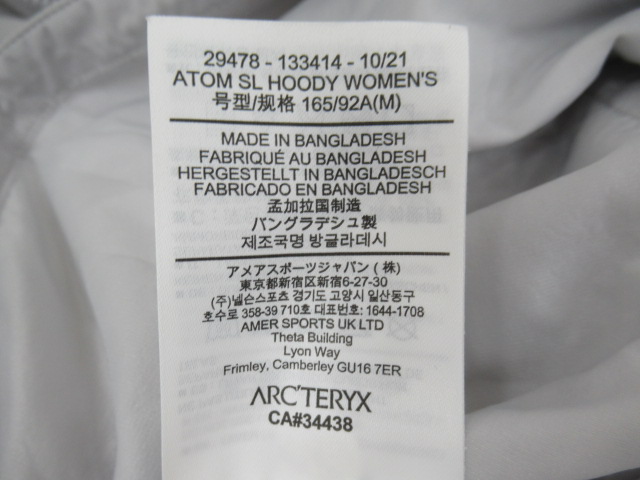 29478 - 133414 - 10/21
ATOM SL HOODY WOMEN'S
号型/规格 165/92A(M)
MADE IN BANGLADESH
FABRIQUÉ AU BANGLADESH
HERGESTELLT IN BANGLADESCH
FABRICADO EN BANGLADESH
孟加拉国制造
バングラデシュ製
제조국명 방글라데시
アメアスポーツジャパン (株)
東京都新宿区新宿6-27-30
(주)넬슨스포츠 경기도 고양시 일산동구
호수로 358-39 710호 대표번호: 1644-1708
AMER SPORTS UK LTD
Theta Building
Lyon Way
Frimley, Camberley GU16 7ER
ARC'TERYX
CA#34438